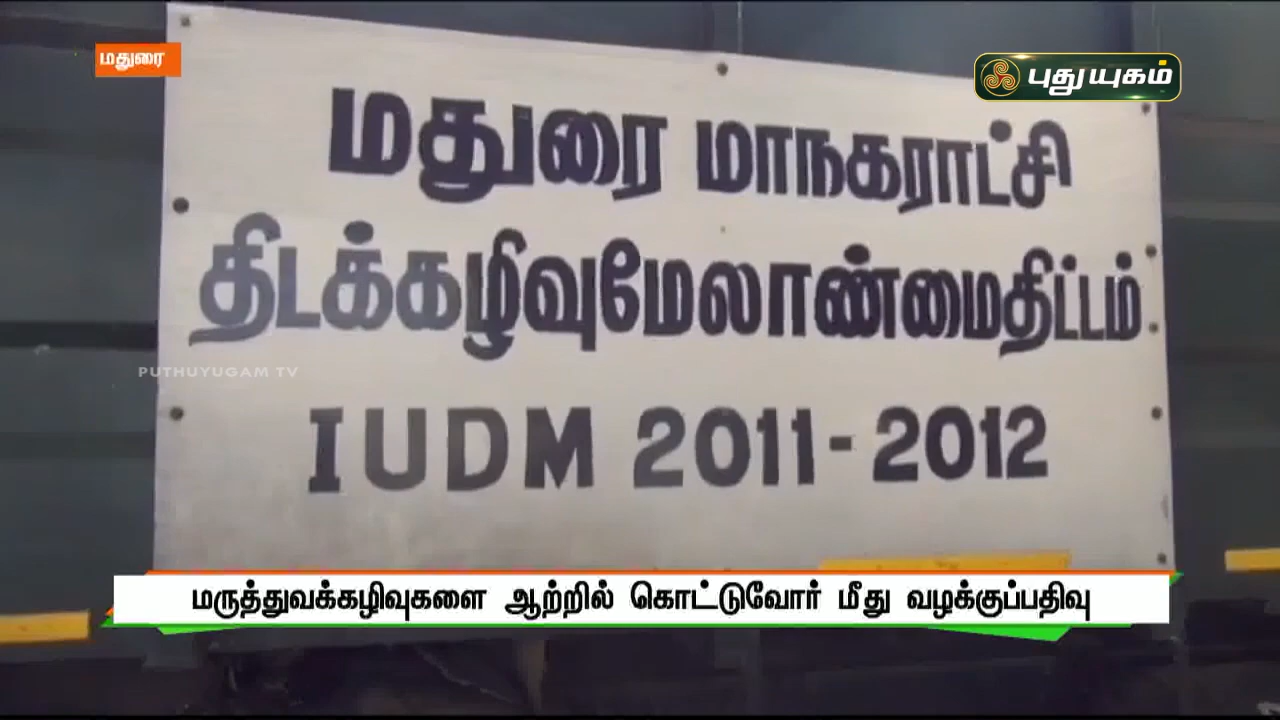 மதுரை
புதுயுகம்
மதுரை மாநகராட்சி
திடக்கழிவுமேலாண்மைதிட்டம்
PUTHUYUGAM TV
IUDM 2011-2012
மருத்துவக்கழிவுகளை ஆற்றில் கொட்டுவோர் மீது வழக்குப்பதிவு